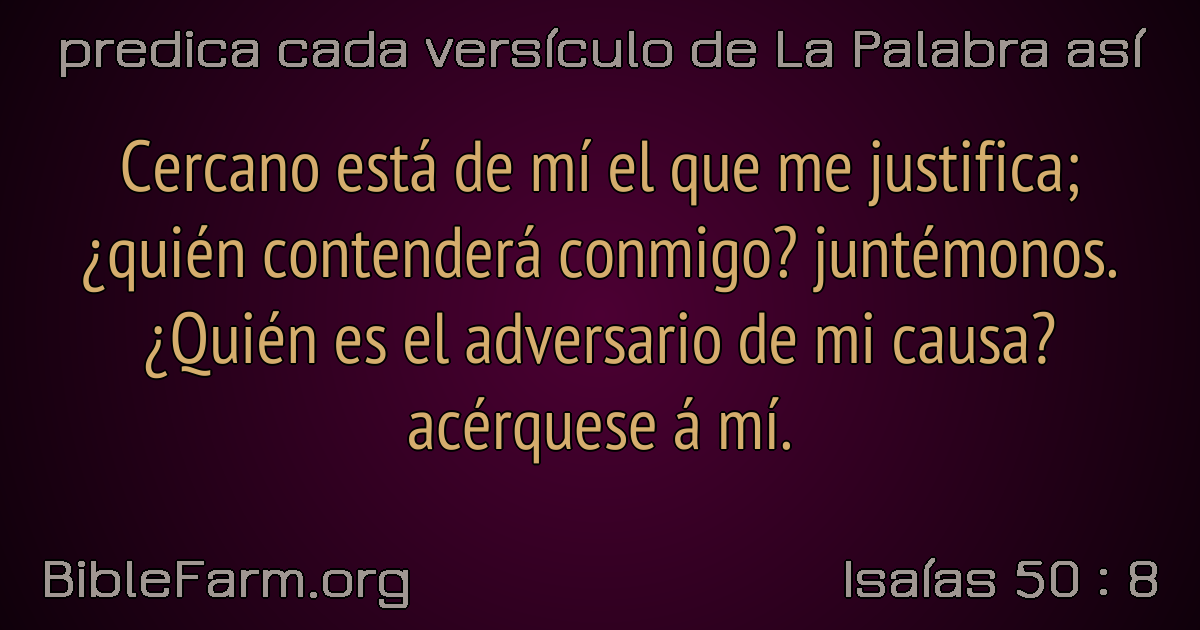 predica cada versículo de La Palabra así
Cercano está de mí el que me justifica;
¿quién contenderá conmigo? juntémonos.
¿Quién es el adversario de mi causa?
acérquese á mí.
BibleFarm.org
Isaías 50 : 8